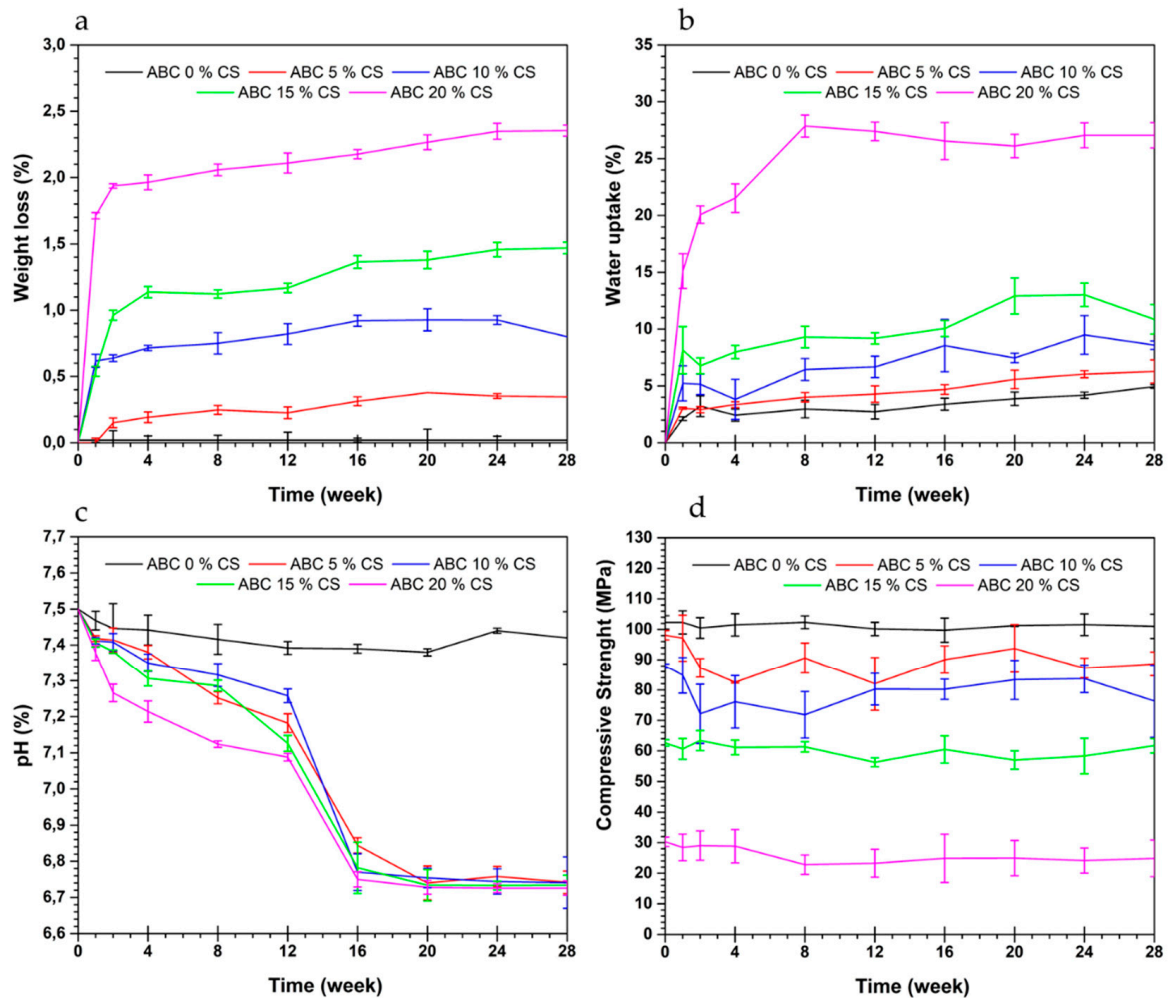 a
3,0
2,5
2,0
1,5
1,0
0,5
0,0
Weight loss (%)
ABC 0 % CS ABC 5 % CS ABC 10 % CS
ABC 15 % CS ABC 20 % CS
0 4 8 12 16 20 24 28
Time (week)
b
35
30
25
20
15
10
5
0
Water uptake (%)
ABC 0 % CS ABC 5 % CS ABC 10 % CS
ABC 15 % CS ABC 20 % CS
0 4 8 12 16 20 24 28
Time (week)
c
7,7
7,6
7,5
7,4
7,3
7,2
7,1
7,0
6,9
6,8
6,7
6,6
pH (%)
ABC 0 % CS ABC 5 % CS ABC 10 % CS
ABC 15 % CS ABC 20 % CS
0 4 8 12 16 20 24 28
Time (week)
d
130
120
110
100
90
80
70
60
50
40
30
20
10
0
Compressive Strenght (MPa)
ABC 0 % CS ABC 5 % CS ABC 10 % CS
ABC 15 % CS ABC 20 % CS
0 4 8 12 16 20 24 28
Time (week)